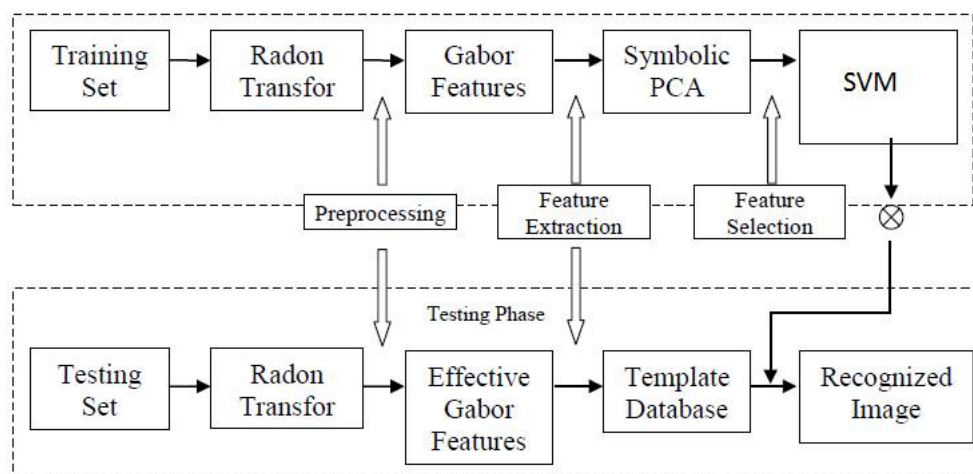 Training
Set
Radon
Transfor
Gabor
Features
Symbolic
PCA
SVM
Preprocessing
Feature
Extraction
Feature
Selection
Testing Phase
Testing
Set
Radon
Transfor
Effective
Gabor
Features
Template
Database
Recognized
Image